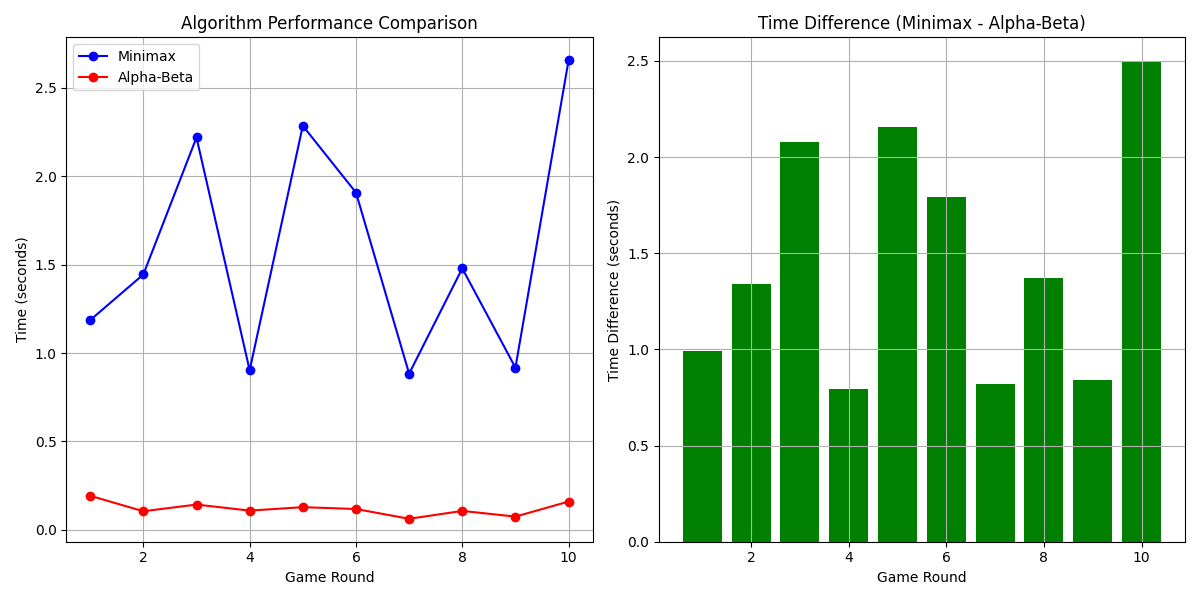 Algorithm Performance Comparison
Minimax
Alpha-Beta
2.5
2.0
1.5
1.0
0.5
0.0
Time (seconds)
2 4 6 8 10
Game Round
Time Difference (Minimax - Alpha-Beta)
2.5
2.0
1.5
1.0
0.5
0.0
Time Difference (seconds)
2 4 6 8 10
Game Round